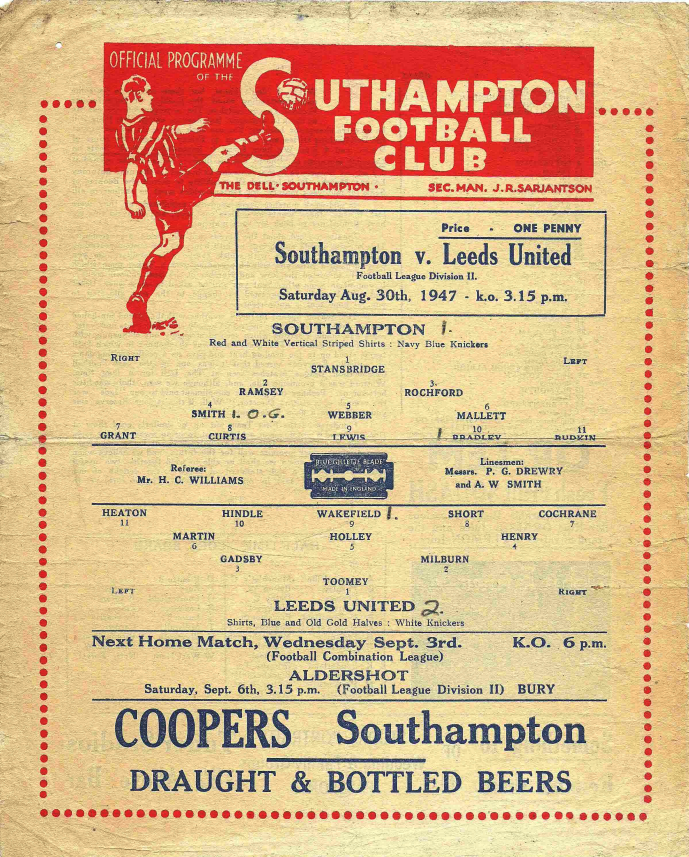 OFFICIAL PROGRAMME
OF THE
SOUTHAMPTON
FOOTBALL
CLUB
THE DELL · SOUTHAMPTON · SEC. MAN. J. R. SARJANTSON
Price - ONE PENNY
Southampton v. Leeds United
Football League Division II.
Saturday Aug. 30th, 1947 - k.o. 3.15 p.m.
SOUTHAMPTON 1.
Red and White Vertical Striped Shirts : Navy Blue Knickers
RIGHT LEFT
1
STANSBRIDGE
2 3.
RAMSEY ROCHFORD
4 5 6
SMITH 1. O.G. WEBBER MALLETT
7 8 9 10 11
GRANT CURTIS LEWIS 1 BRADLEY RUDKIN
Referee:
Mr. H. C. WILLIAMS
BLUE GILLETTE BLADE
MADE IN ENGLAND
Linesmen:
Messrs. P. G. DREWRY
and A. W SMITH
HEATON HINDLE WAKEFIELD 1. SHORT COCHRANE
11 10 9 8 7
MARTIN HOLLEY HENRY
6 5 4
GADSBY MILBURN
3 2
TOOMEY
1
LEFT RIGHT
LEEDS UNITED 2.
Shirts, Blue and Old Gold Halves : White Knickers
Next Home Match, Wednesday Sept. 3rd. K.O. 6 p.m.
(Football Combination League)
ALDERSHOT
Saturday, Sept. 6th, 3.15 p.m. (Football League Division II) BURY
COOPERS Southampton
DRAUGHT & BOTTLED BEERS